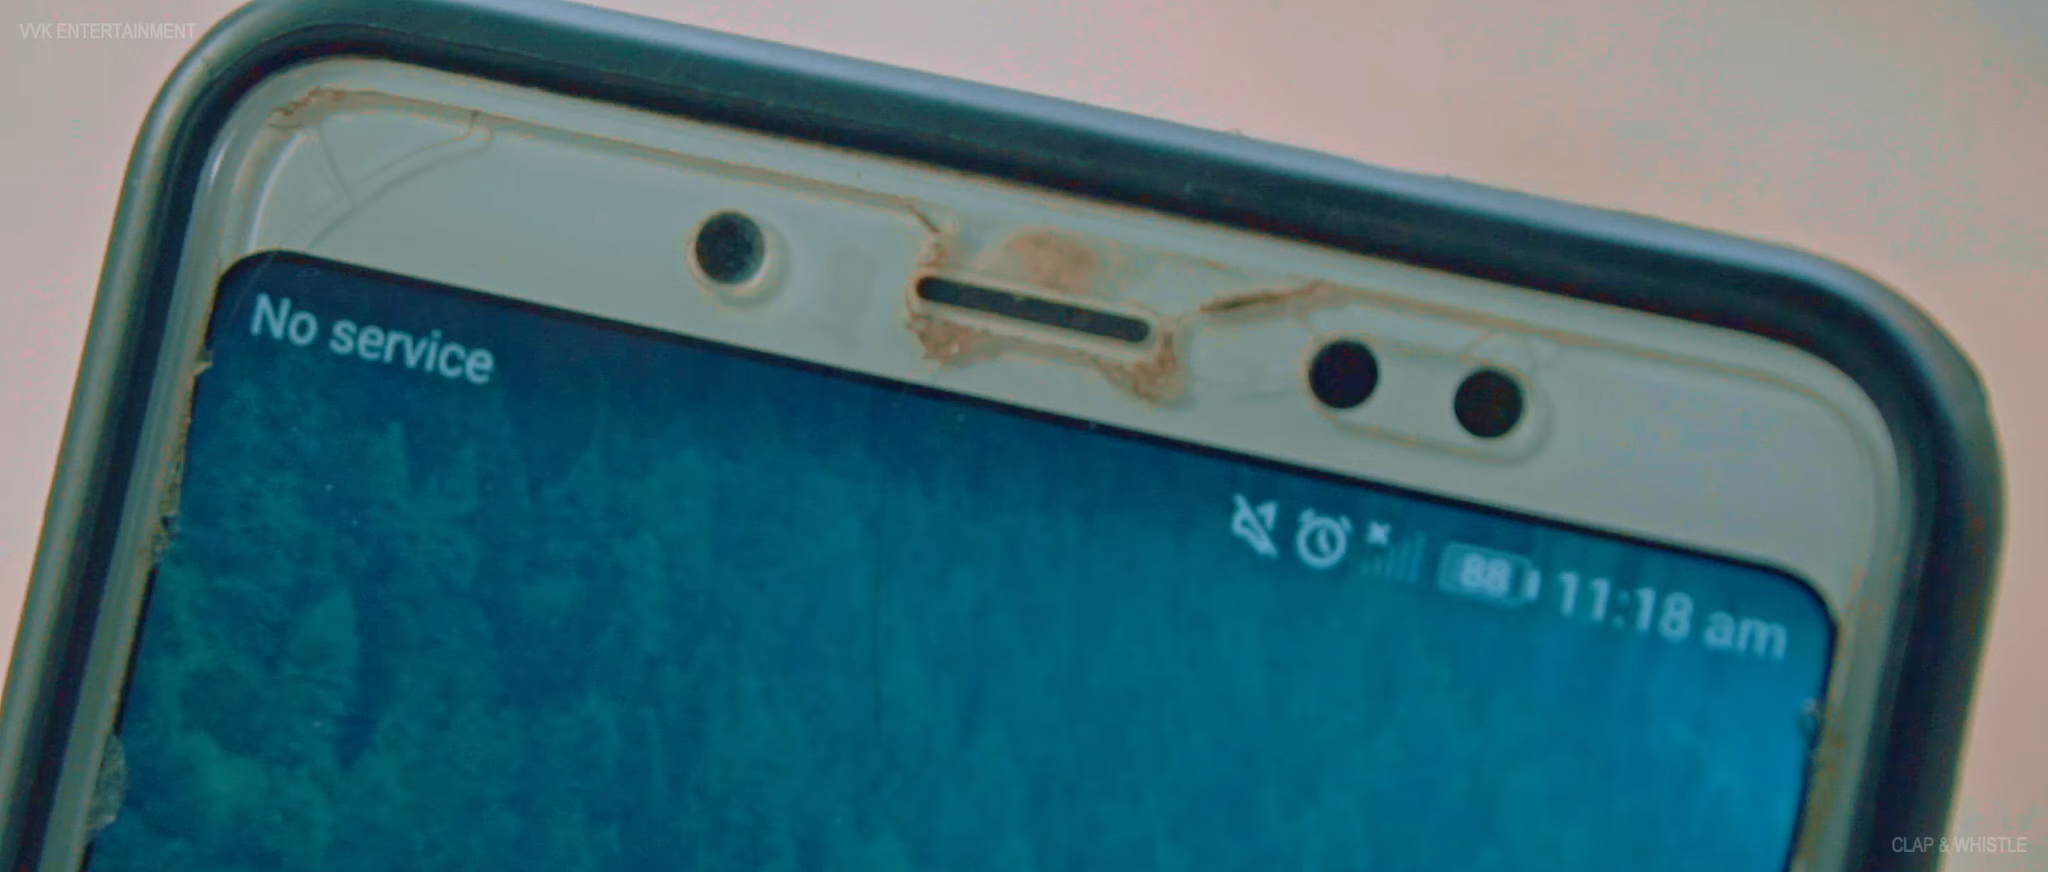 VVK ENTERTAINMENT
No service
88 11:18 am
CLAP & WHISTLE